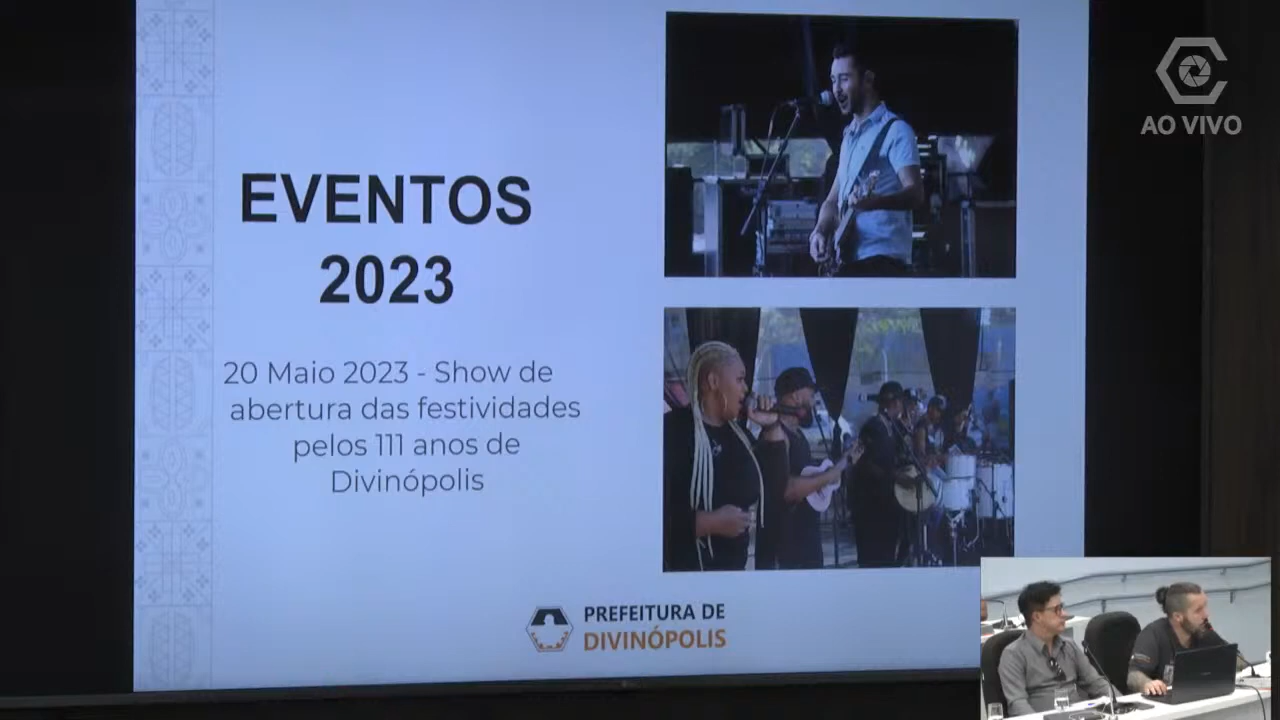 AO VIVO
EVENTOS
2023
20 Maio 2023 - Show de
abertura das festividades
pelos 111 anos de
Divinópolis
PREFEITURA DE
DIVINÓPOLIS